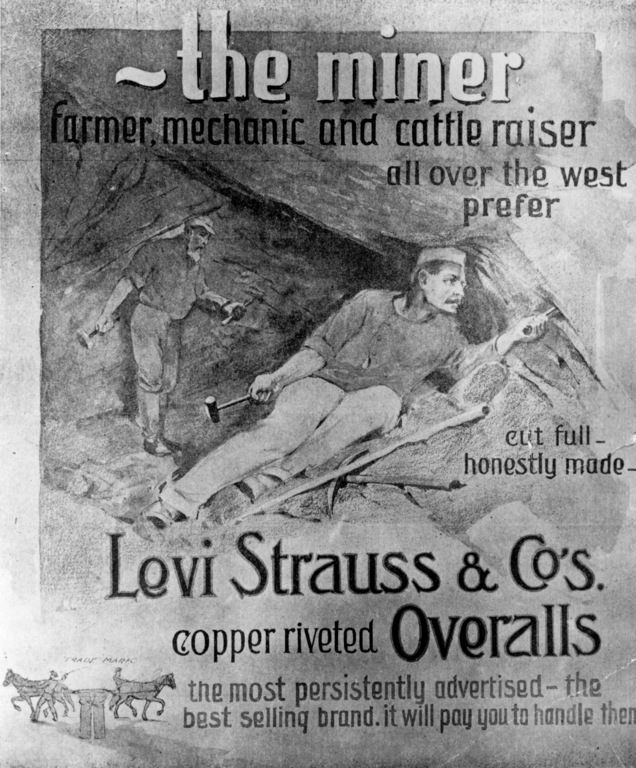 ~the miner
farmer, mechanic and cattle raiser
all over the west
prefer
cut full-
honestly made-
Levi Strauss & Co's.
copper riveted Overalls
TRADE MARK
the most persistently advertised - the
best selling brand. it will pay you to handle them